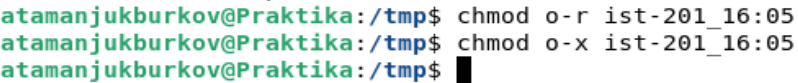 atamanjukburkov@Praktika:/tmp$ chmod o-r ist-201_16:05
atamanjukburkov@Praktika:/tmp$ chmod o-x ist-201_16:05
atamanjukburkov@Praktika:/tmp$